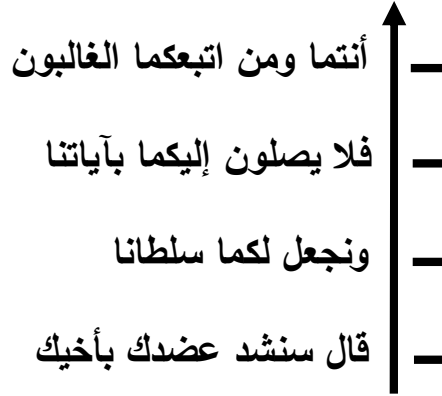 أنتما ومن اتبعكما الغالبون
فلا يصلون إليكما بآياتنا
ونجعل لكما سلطانا
قال سنشد عضدك بأخيك